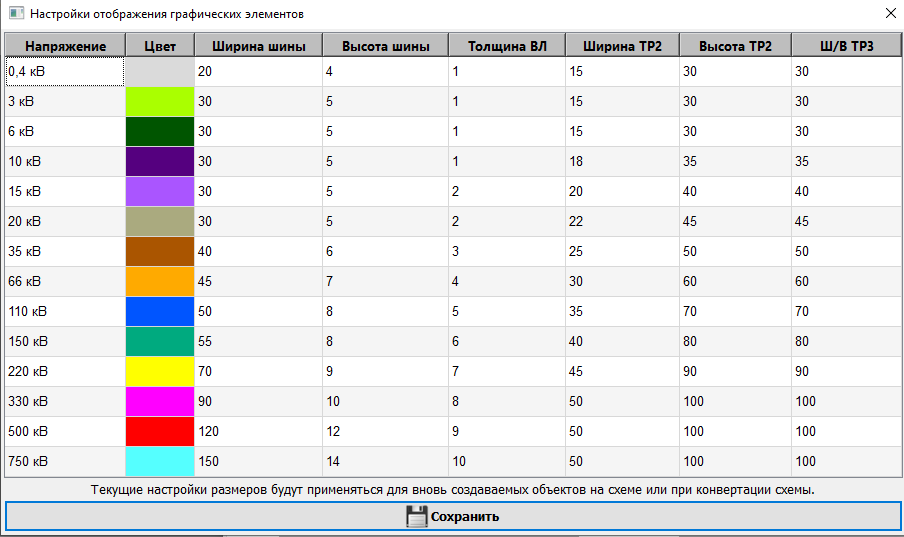 Настройки отображения графических элементов
Напряжение Цвет Ширина шины Высота шины Толщина ВЛ Ширина ТР2 Высота ТР2 Ш/В ТР3
0,4 кВ 20 4 1 15 30 30
3 кВ 30 5 1 15 30 30
6 кВ 30 5 1 15 30 30
10 кВ 30 5 1 18 35 35
15 кВ 30 5 2 20 40 40
20 кВ 30 5 2 22 45 45
35 кВ 40 6 3 25 50 50
66 кВ 45 7 4 30 60 60
110 кВ 50 8 5 35 70 70
150 кВ 55 8 6 40 80 80
220 кВ 70 9 7 45 90 90
330 кВ 90 10 8 50 100 100
500 кВ 120 12 9 50 100 100
750 кВ 150 14 10 50 100 100
Текущие настройки размеров будут применяться для вновь создаваемых объектов на схеме или при конвертации схемы.
Сохранить